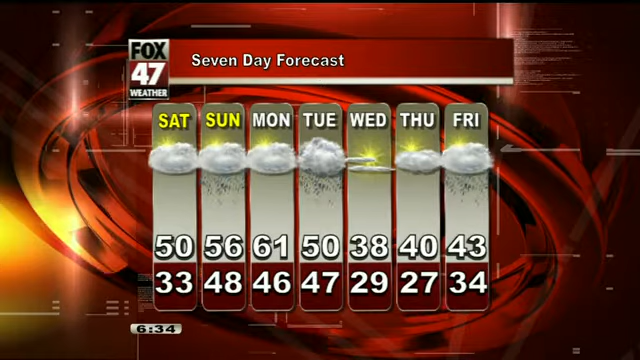 FOX
47
WEATHER
Seven Day Forecast
SAT SUN MON TUE WED THU FRI
50 56 61 50 38 40 43
33 48 46 47 29 27 34
6:34